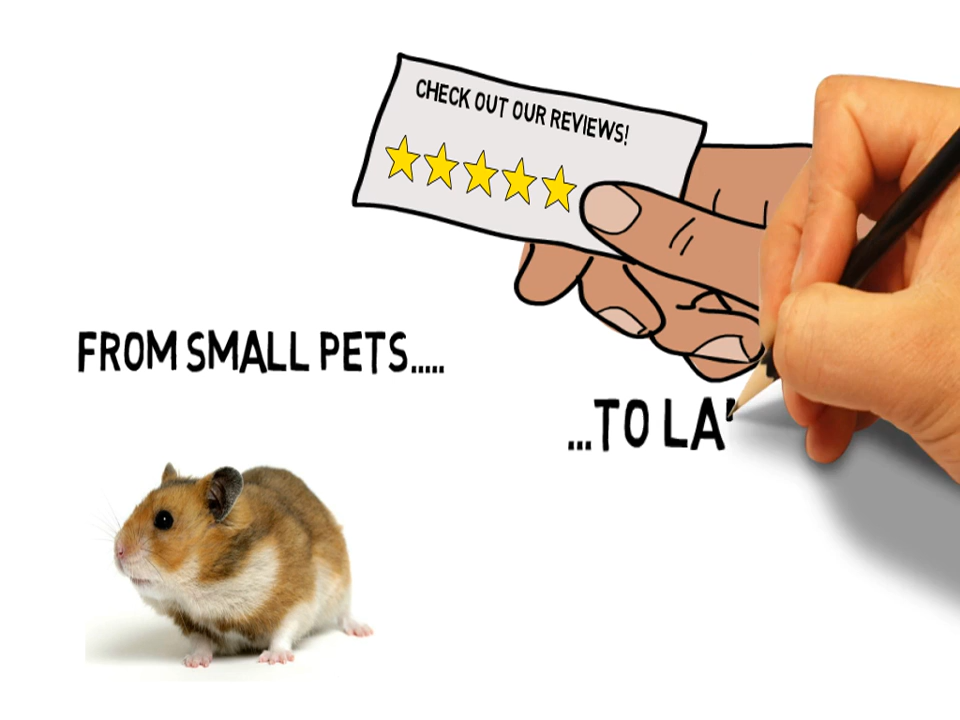 CHECK OUT OUR REVIEWS!
FROM SMALL PETS.....
...TO LA